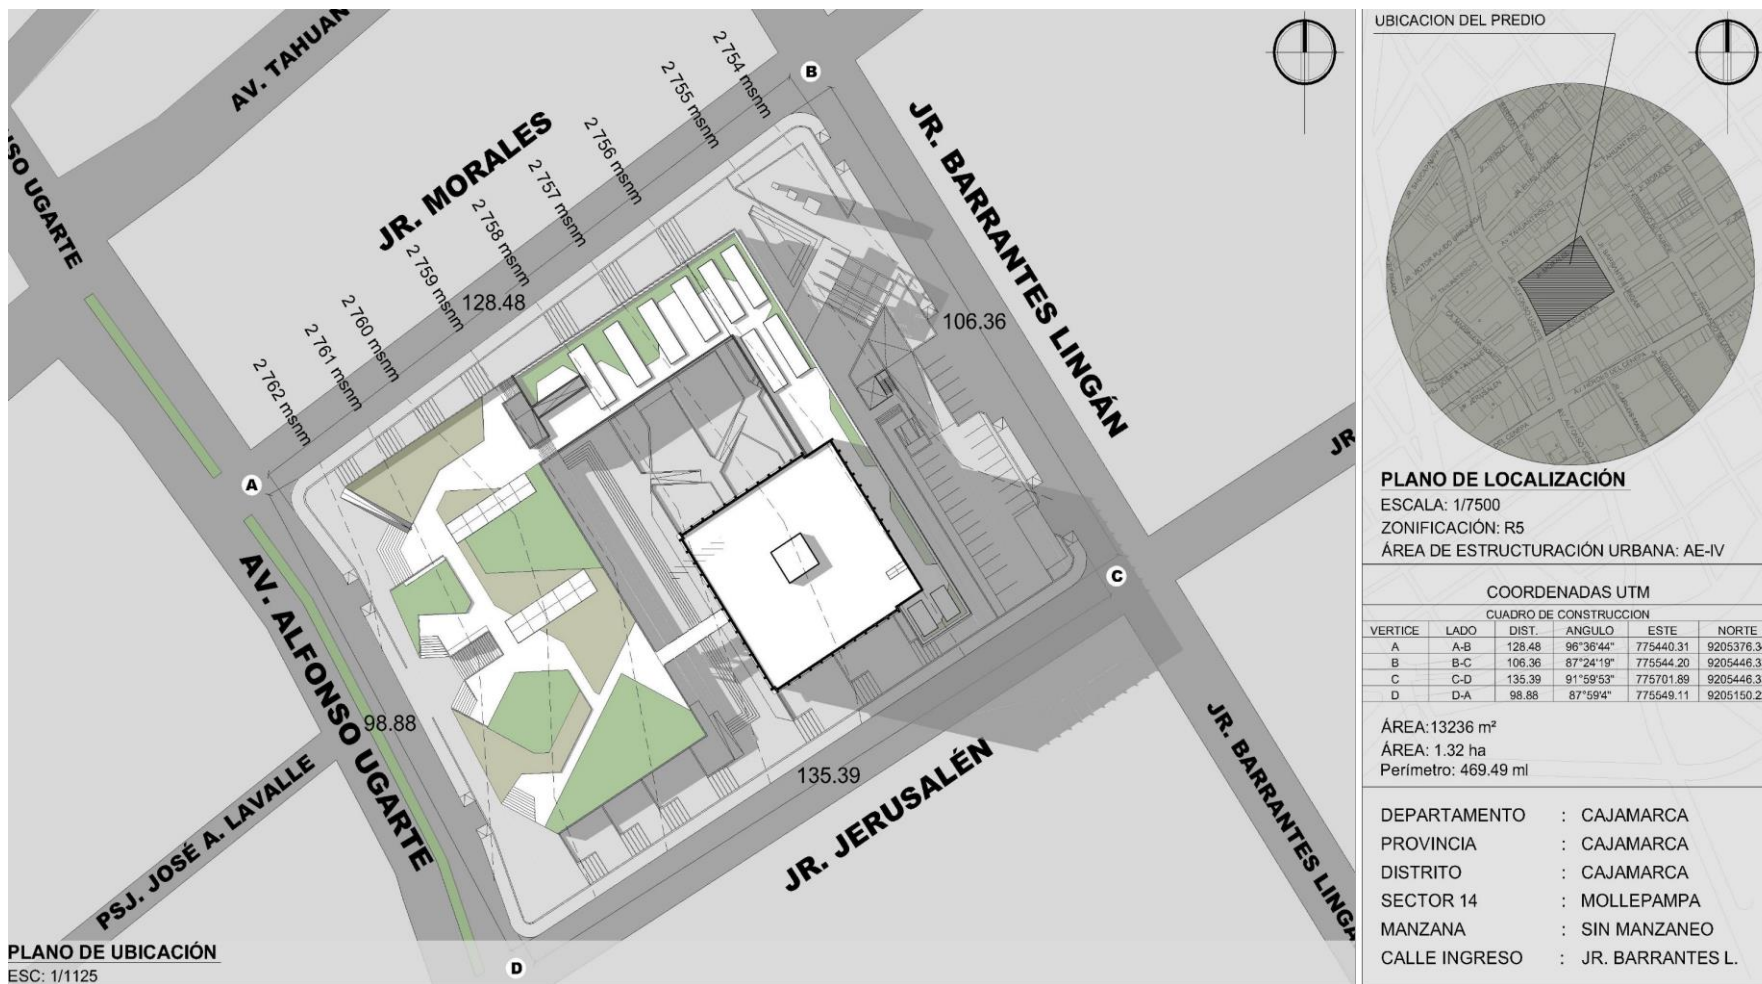 AV. TAHUAN
SO UGARTE
JR. MORALES
B
2 754 msnm
2 755 msnm
2 756 msnm
2 757 msnm
2 758 msnm
2 759 msnm
2 760 msnm
2 761 msnm
2 762 msnm
128.48
106.36
JR. BARRANTES LINGÁN
JR
A
C
AV. ALFONSO UGARTE
98.88
135.39
JR. JERUSALÉN
JR. BARRANTES LINGÁ
PSJ. JOSÉ A. LAVALLE
D
PLANO DE UBICACIÓN
ESC: 1/1125
UBICACION DEL PREDIO
PLANO DE LOCALIZACIÓN
ESCALA: 1/7500
ZONIFICACIÓN: R5
ÁREA DE ESTRUCTURACIÓN URBANA: AE-IV
COORDENADAS UTM
CUADRO DE CONSTRUCCION
VERTICE LADO DIST. ANGULO ESTE NORTE
A A-B 128.48 96°36'44" 775440.31 9205376.3
B B-C 106.36 87°24'19" 775544.20 9205446.3
C C-D 135.39 91°59'53" 775701.89 9205446.3
D D-A 98.88 87°59'4" 775549.11 9205150.2
ÁREA:13236 m²
ÁREA: 1.32 ha
Perímetro: 469.49 ml
DEPARTAMENTO : CAJAMARCA
PROVINCIA : CAJAMARCA
DISTRITO : CAJAMARCA
SECTOR 14 : MOLLEPAMPA
MANZANA : SIN MANZANEO
CALLE INGRESO : JR. BARRANTES L.